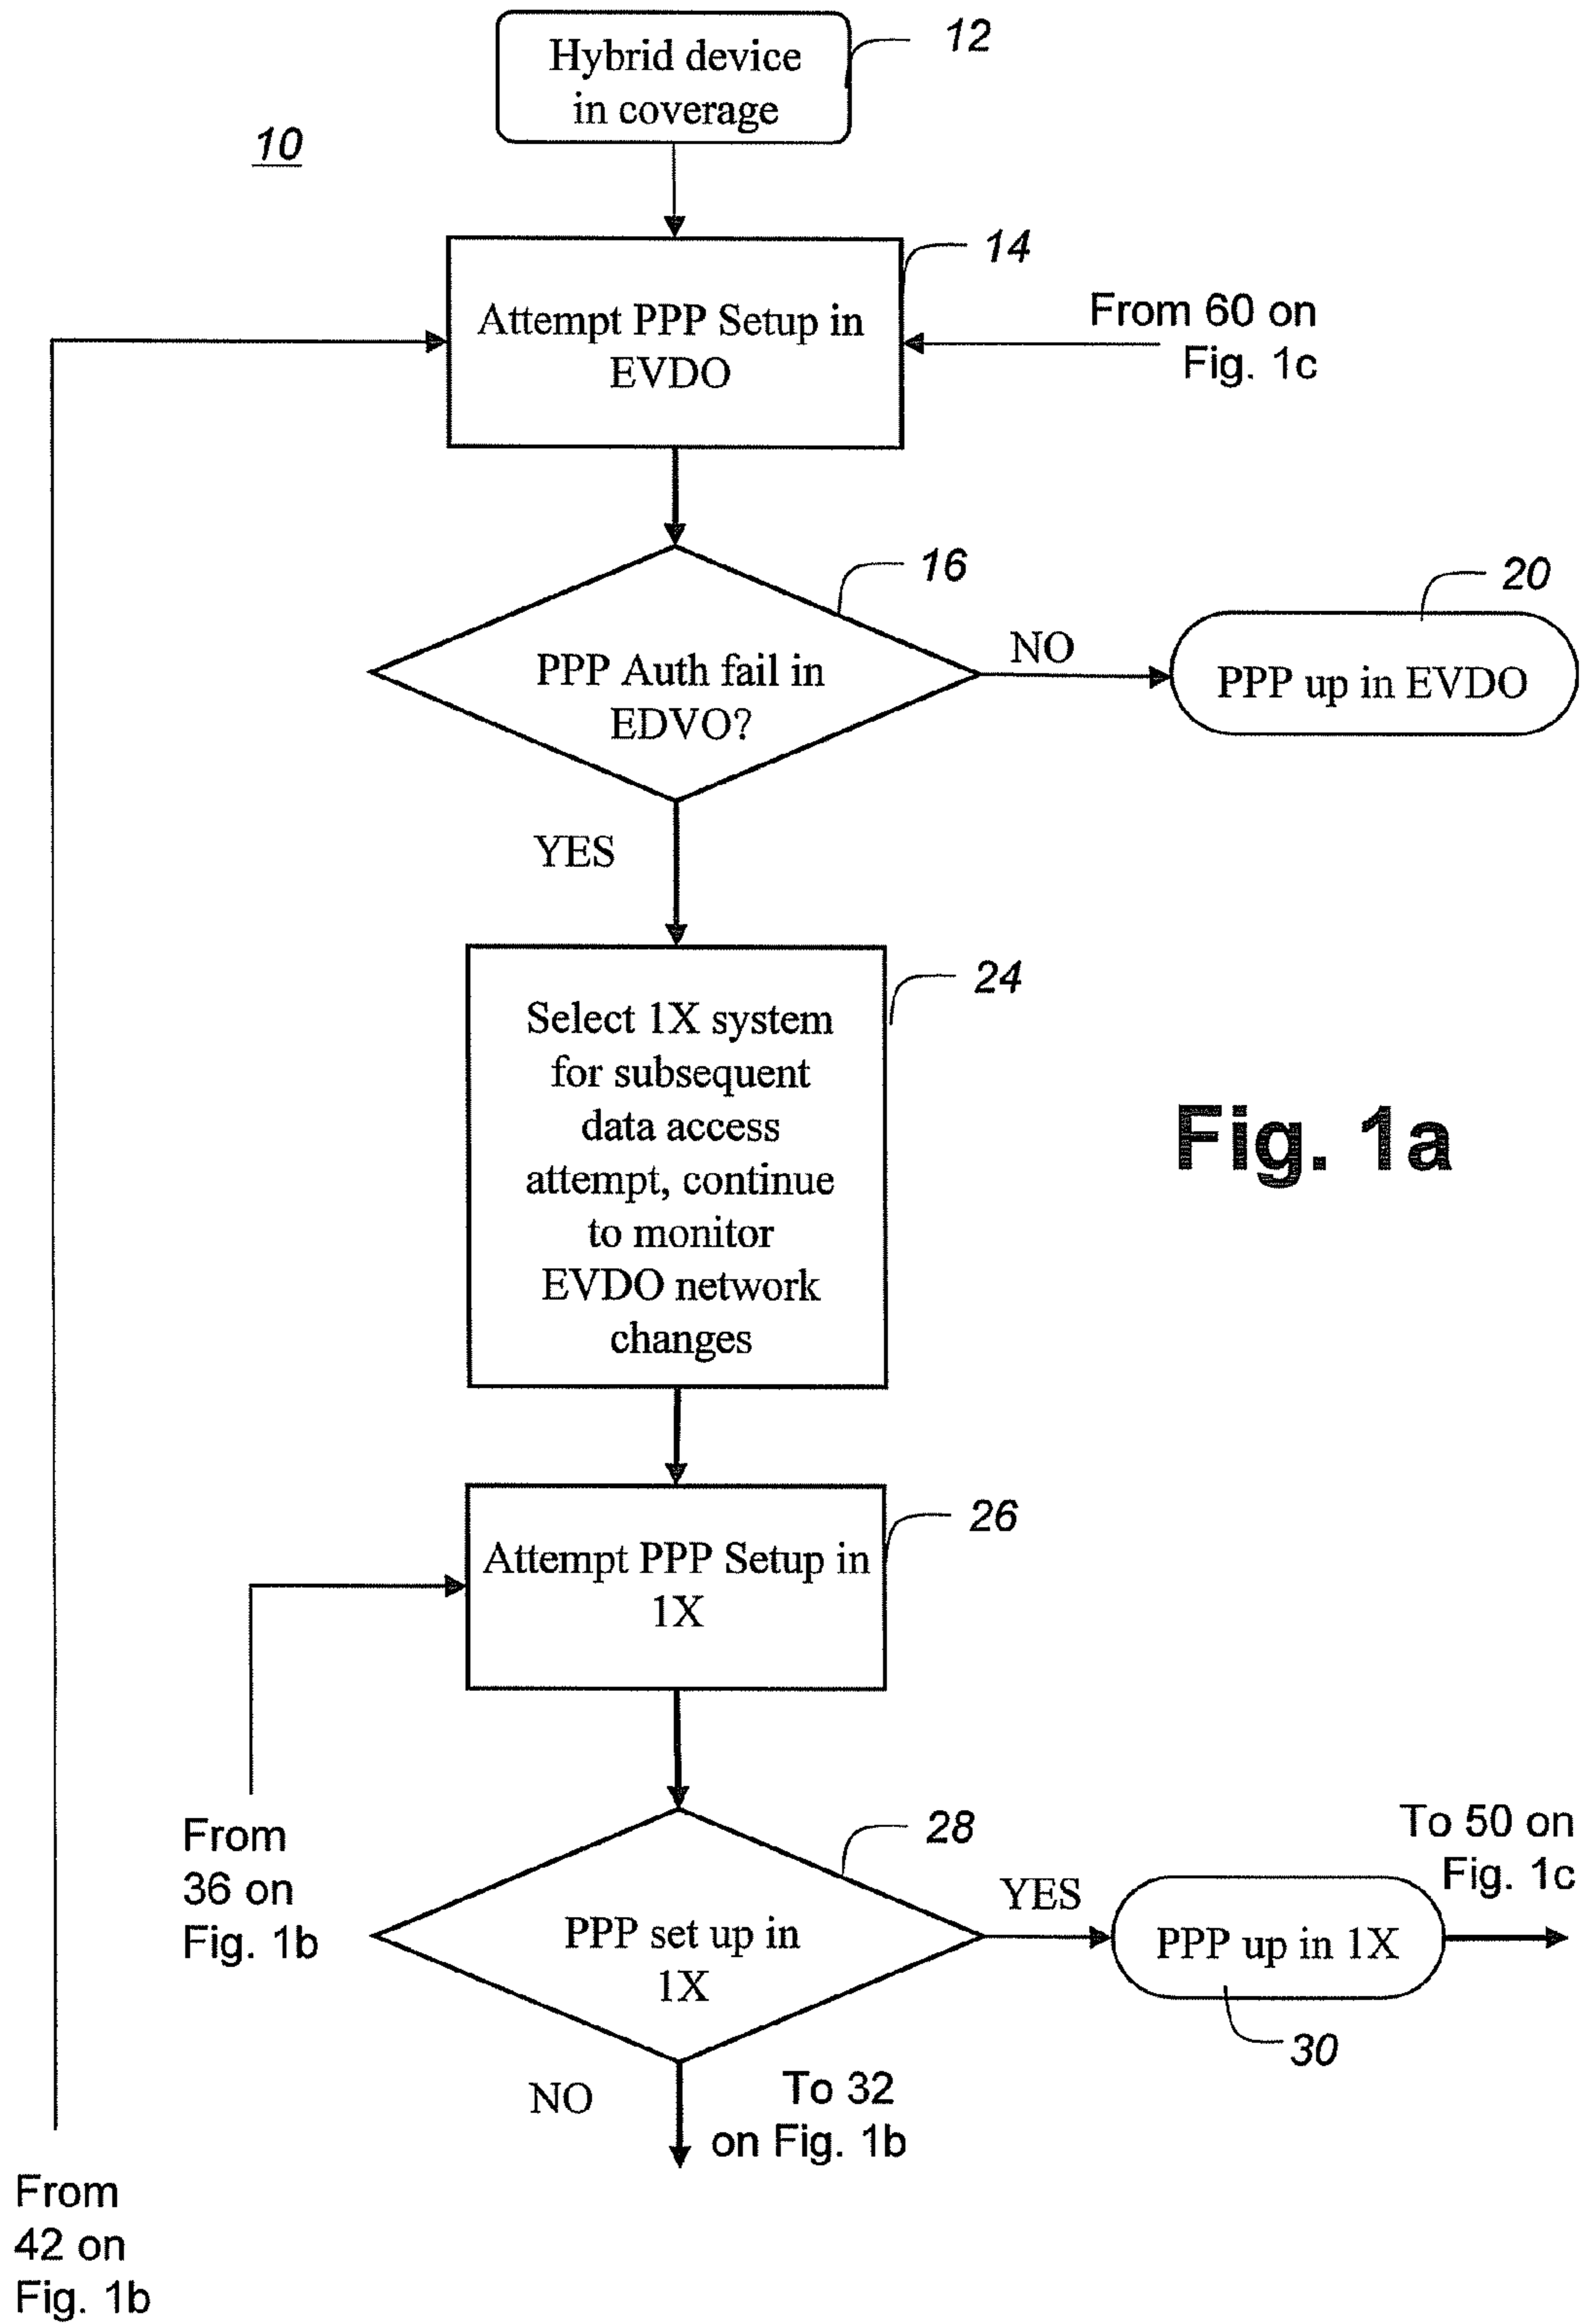 12
Hybrid device
in coverage
10
14
Attempt PPP Setup in
EVDO
From 60 on
Fig. 1c
16
PPP Auth fail in
EDVO?
NO
20
PPP up in EVDO
YES
24
Select 1X system
for subsequent
data access
attempt, continue
to monitor
EVDO network
changes
Fig. 1a
26
Attempt PPP Setup in
1X
From
36 on
Fig. 1b
28
PPP set up in
1X
YES
To 50 on
Fig. 1c
PPP up in 1X
30
NO
To 32
on Fig. 1b
From
42 on
Fig. 1b